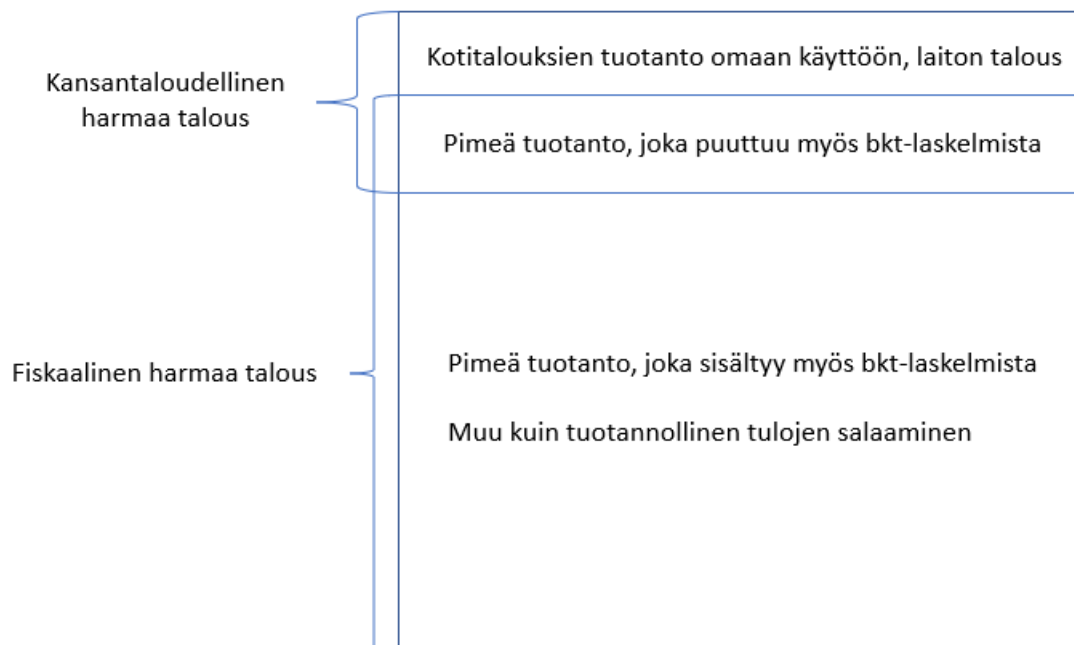 Kotitalouksien tuotanto omaan käyttöön, laiton talous
Kansantaloudellinen
harmaa talous
Pimeä tuotanto, joka puuttuu myös bkt-laskelmista
Fiskaalinen harmaa talous
Pimeä tuotanto, joka sisältyy myös bkt-laskelmista
Muu kuin tuotannollinen tulojen salaaminen